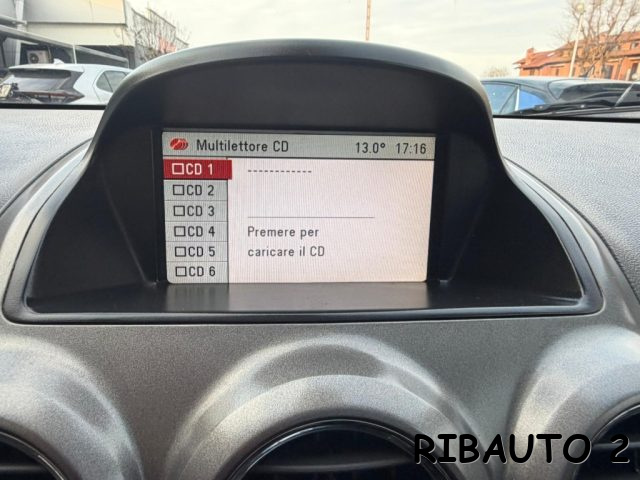 Multilettore CD 13.0° 17:16
CD 1 ------------
CD 2
CD 3
CD 4 Premere per
CD 5 caricare il CD
CD 6
RIBAUTO 2